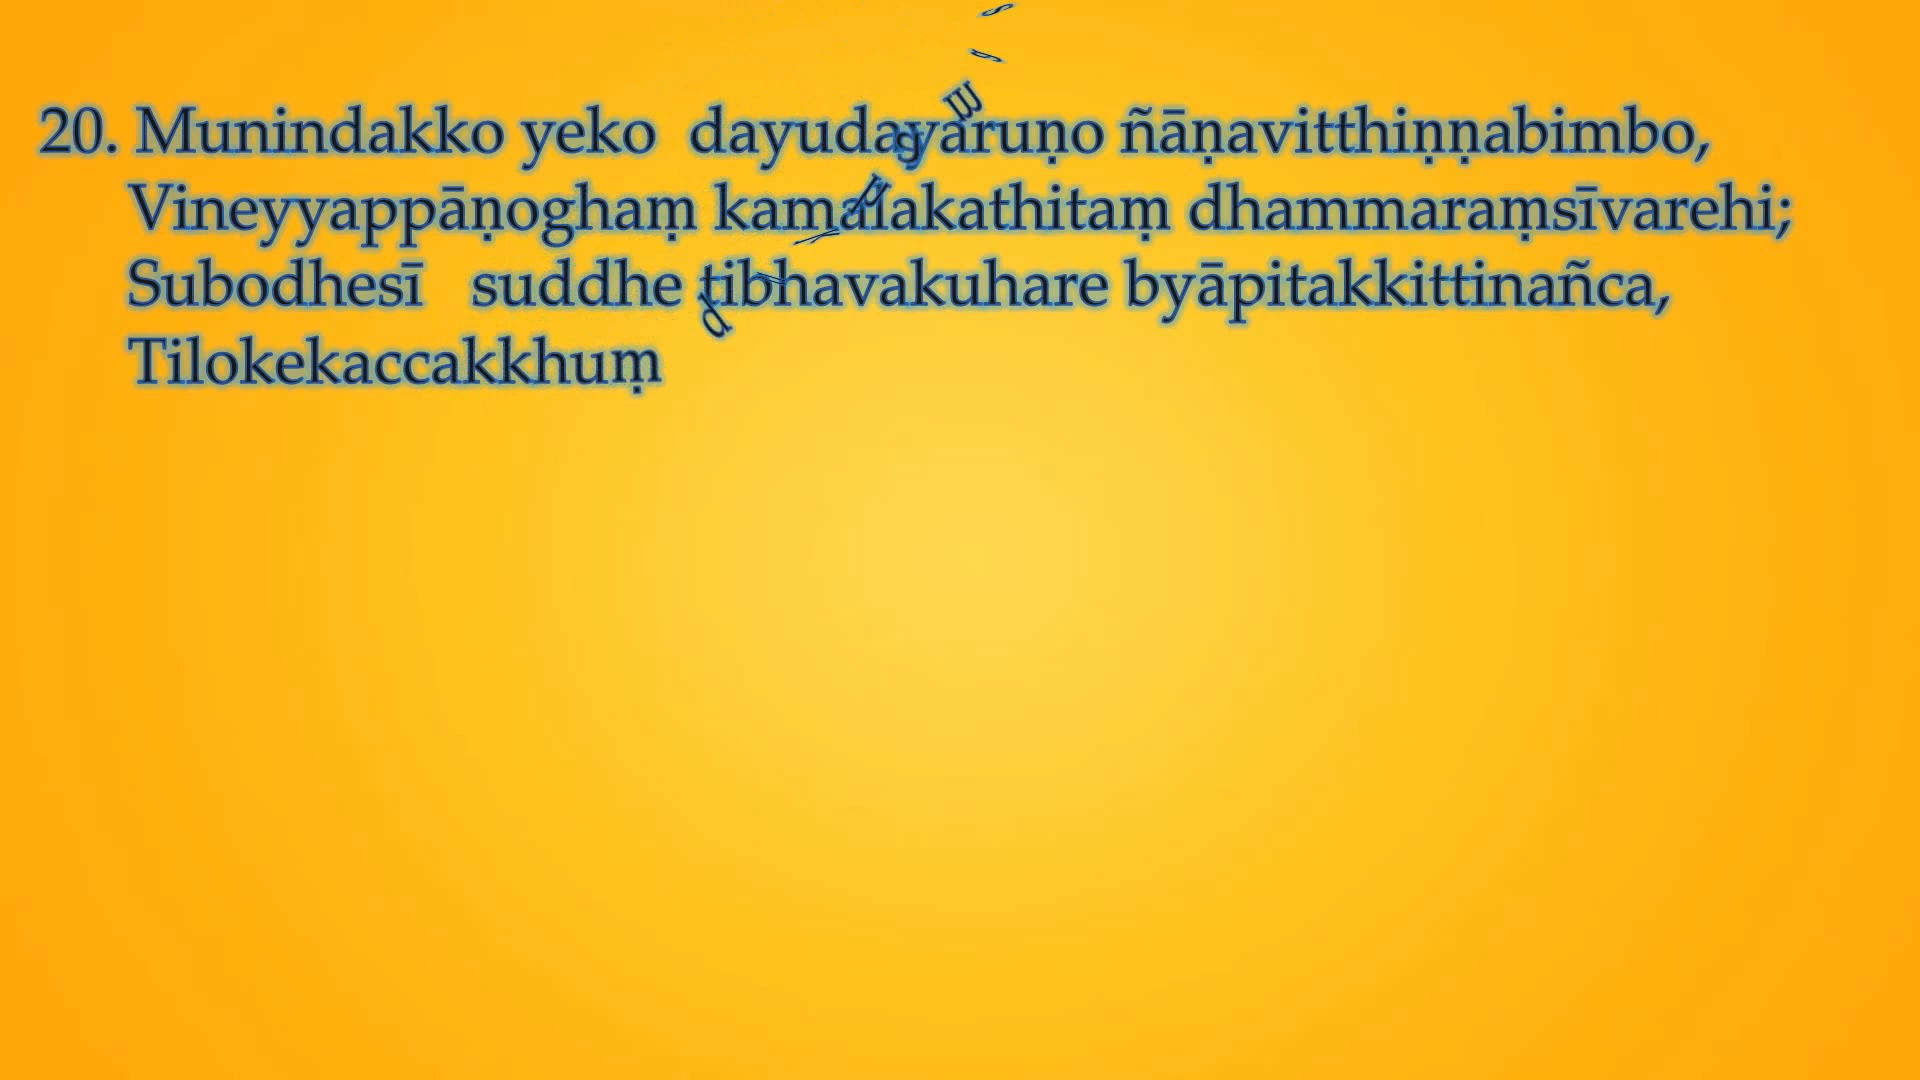 20. Munindakko yeko dayudayaruṇo ñāṇavitthiṇṇabimbo,
Vineyyappāṇoghaṃ kamalakathitaṃ dhammaraṃsīvarehi;
Subodhesī suddhe tibhavakuhare byāpitakkittinañca,
Tilokekaccakkhuṃ